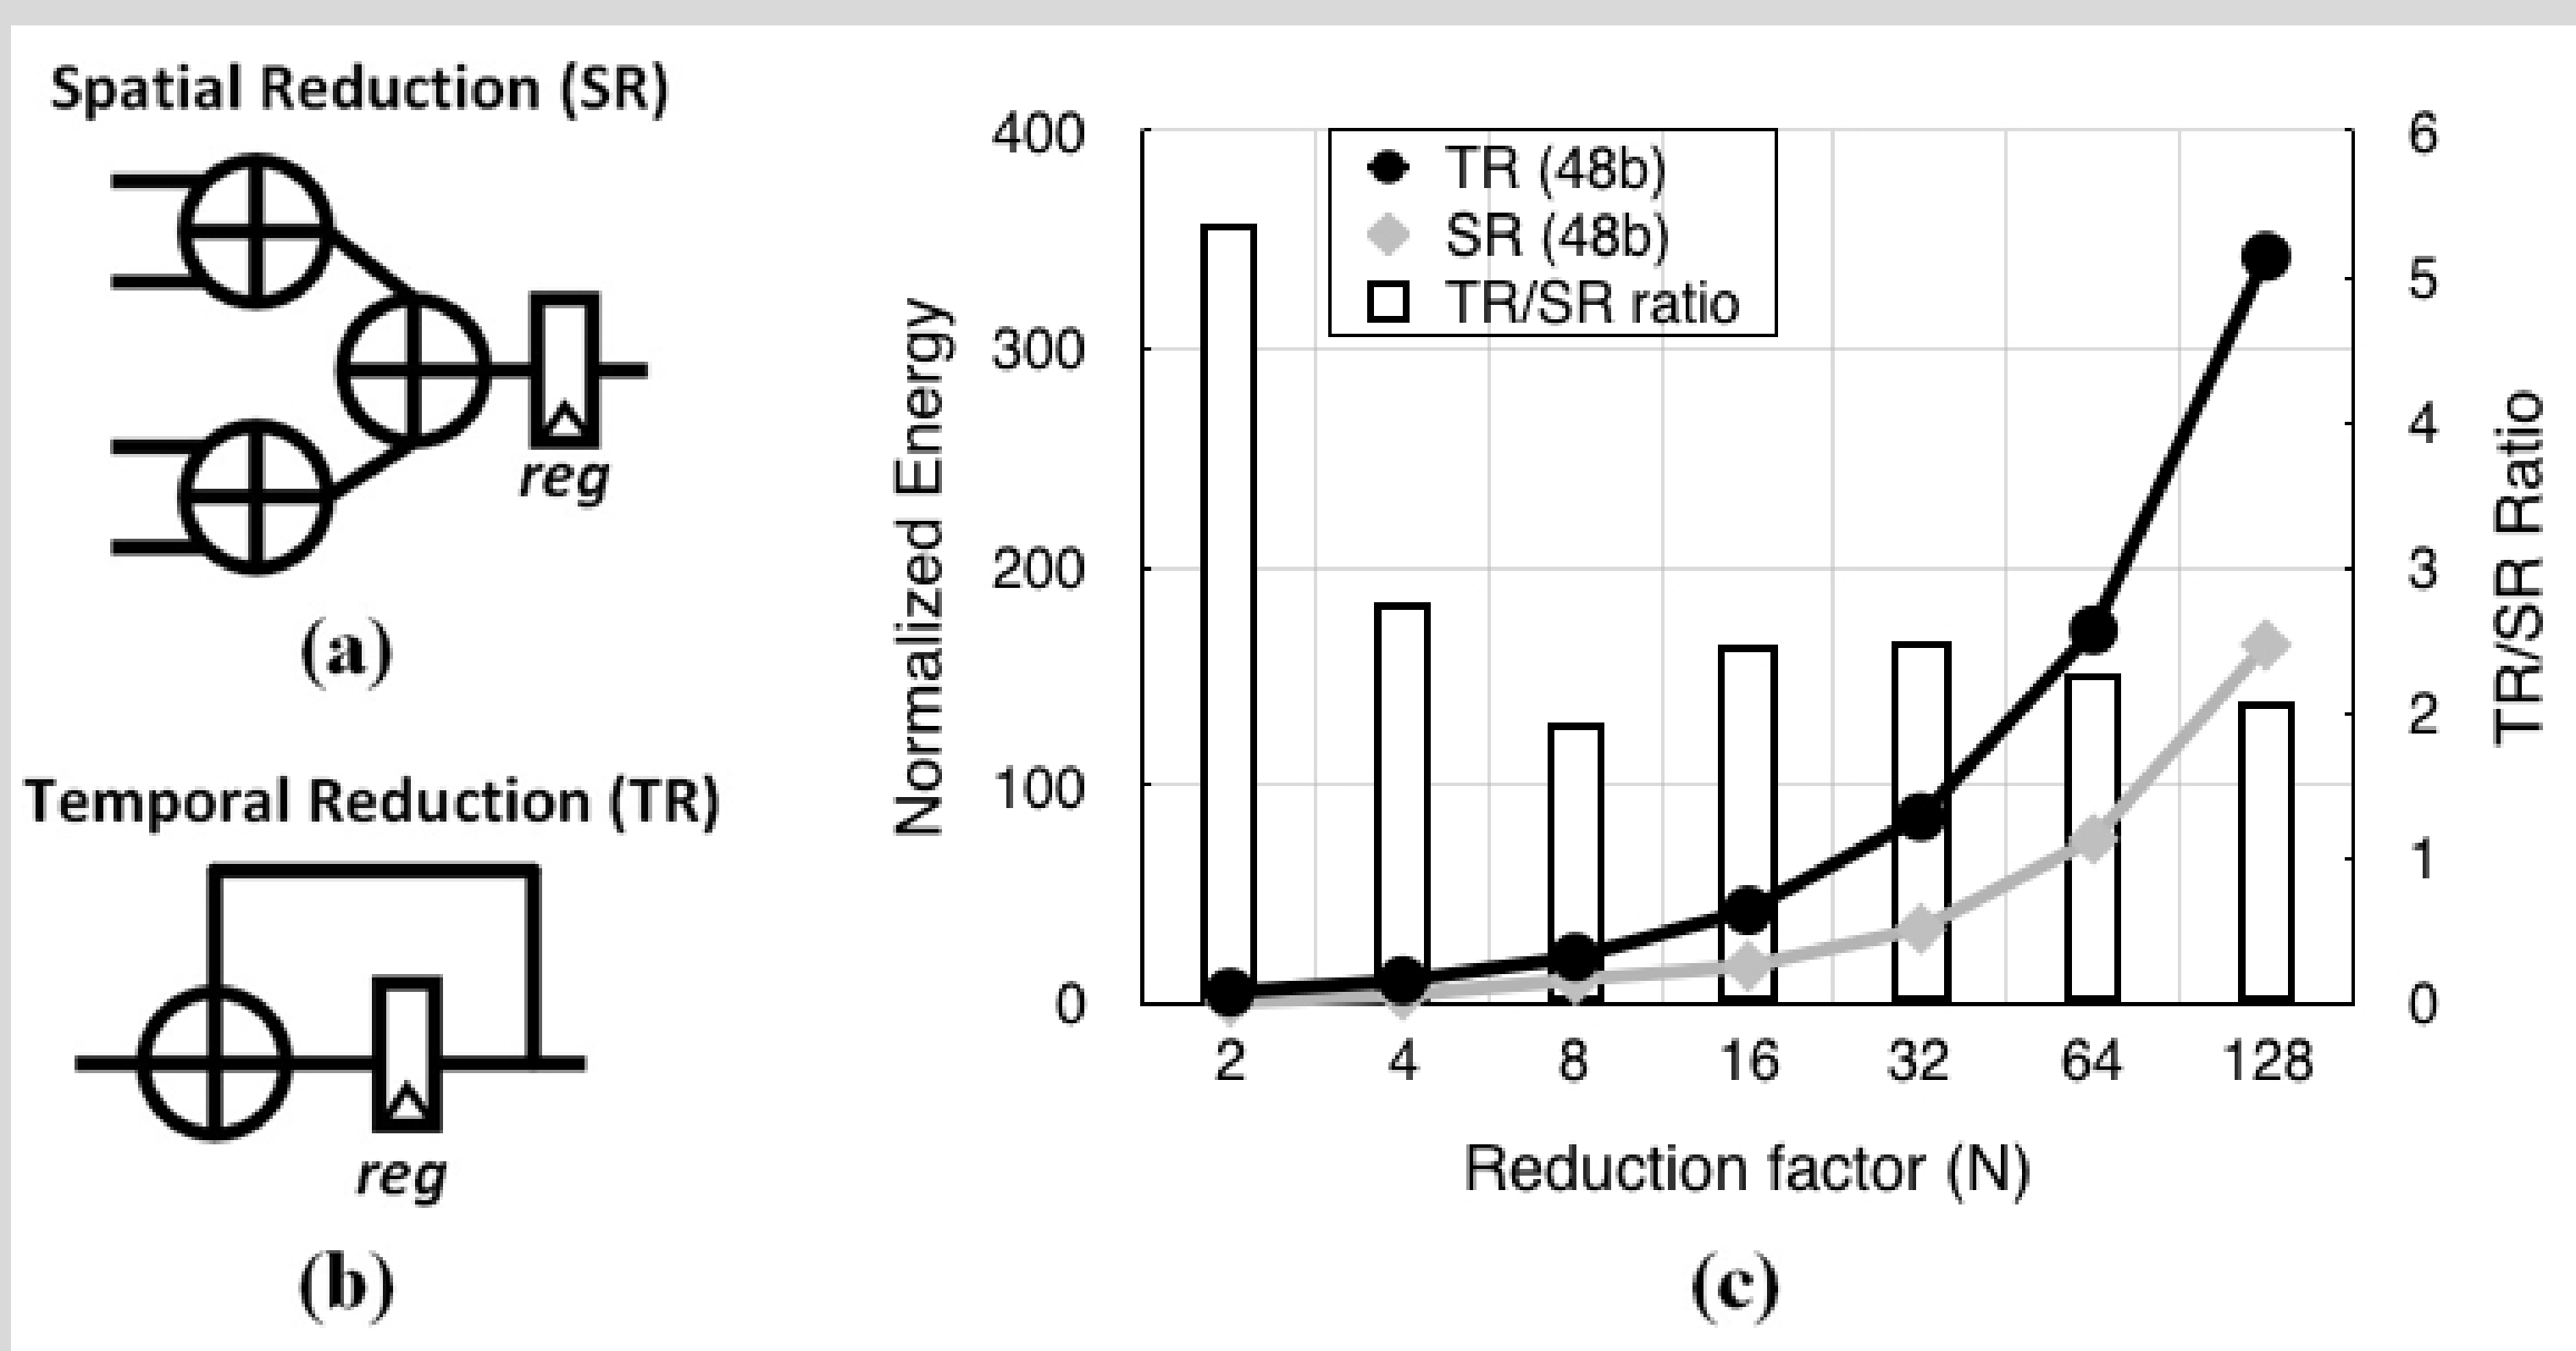 Spatial Reduction (SR)
reg
(a)
Temporal Reduction (TR)
reg
(b)
TR (48b)
SR (48b)
TR/SR ratio
Normalized Energy
400
300
200
100
0
6
5
4
3
2
1
0
TR/SR Ratio
2 4 8 16 32 64 128
Reduction factor (N)
(c)